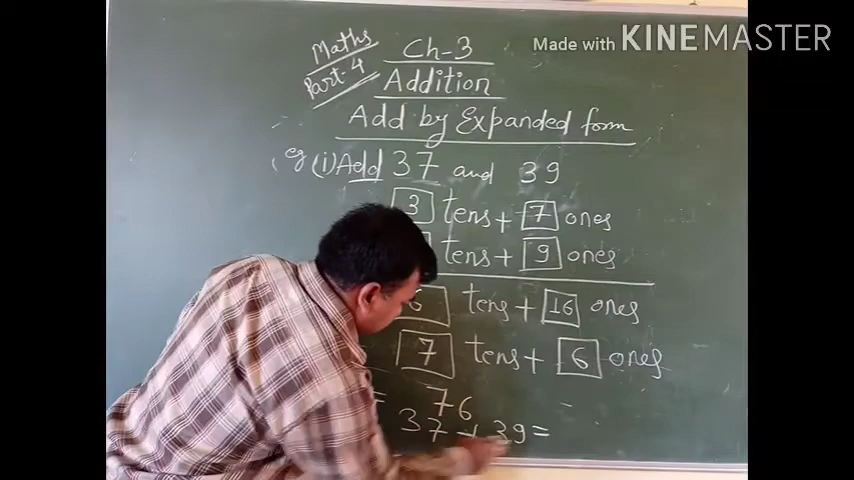 Made with KINEMASTER
Maths
Part-4
Ch-3
Addition
Add by Expanded form
eg (i) Add 37 and 39
3 tens + 7 ones
tens + 9 ones
6 tens + 16 ones
7 tens + 6 ones
= 76
37 + 39 =